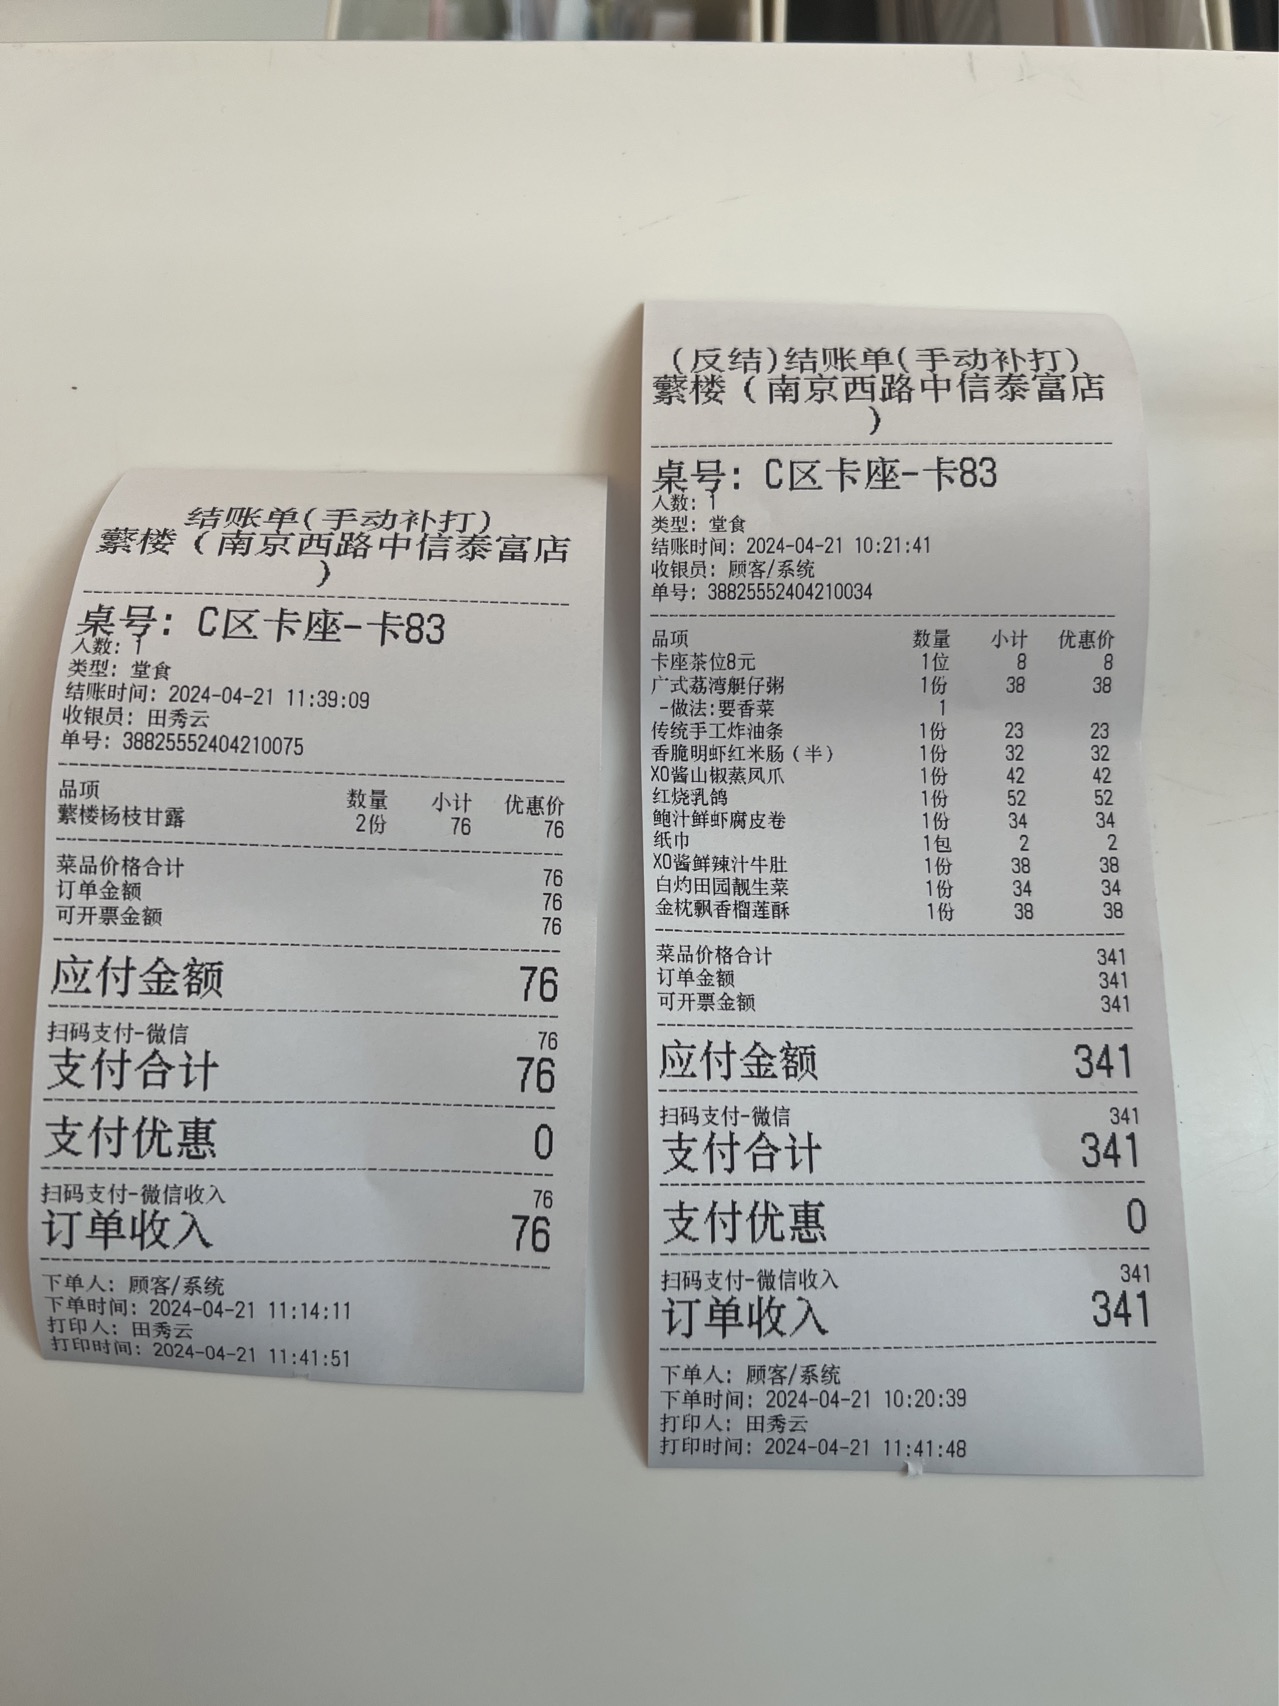 结账单(手动补打)
蘩楼（南京西路中信泰富店
）
桌号: C区卡座-卡83
人数: 1
类型: 堂食
结账时间: 2024-04-21 11:39:09
收银员: 田秀云
单号: 38825552404210075
品项 数量 小计 优惠价
蘩楼杨枝甘露 2份 76 76
菜品价格合计 76
订单金额 76
可开票金额 76
应付金额 76
扫码支付-微信 76
支付合计 76
支付优惠 0
扫码支付-微信收入 76
订单收入 76
下单人: 顾客/系统
下单时间: 2024-04-21 11:14:11
打印人: 田秀云
打印时间: 2024-04-21 11:41:51
(反结)结账单(手动补打)
蘩楼（南京西路中信泰富店
）
桌号: C区卡座-卡83
人数: 1
类型: 堂食
结账时间: 2024-04-21 10:21:41
收银员: 顾客/系统
单号: 38825552404210034
品项 数量 小计 优惠价
卡座茶位8元 1位 8 8
广式荔湾艇仔粥 1份 38 38
-做法:要香菜 1
传统手工炸油条 1份 23 23
香脆明虾红米肠（半） 1份 32 32
XO酱山椒蒸凤爪 1份 42 42
红烧乳鸽 1份 52 52
鲍汁鲜虾腐皮卷 1份 34 34
纸巾 1包 2 2
XO酱鲜辣汁牛肚 1份 38 38
白灼田园靓生菜 1份 34 34
金枕飘香榴莲酥 1份 38 38
菜品价格合计 341
订单金额 341
可开票金额 341
应付金额 341
扫码支付-微信 341
支付合计 341
支付优惠 0
扫码支付-微信收入 341
订单收入 341
下单人: 顾客/系统
下单时间: 2024-04-21 10:20:39
打印人: 田秀云
打印时间: 2024-04-21 11:41:48